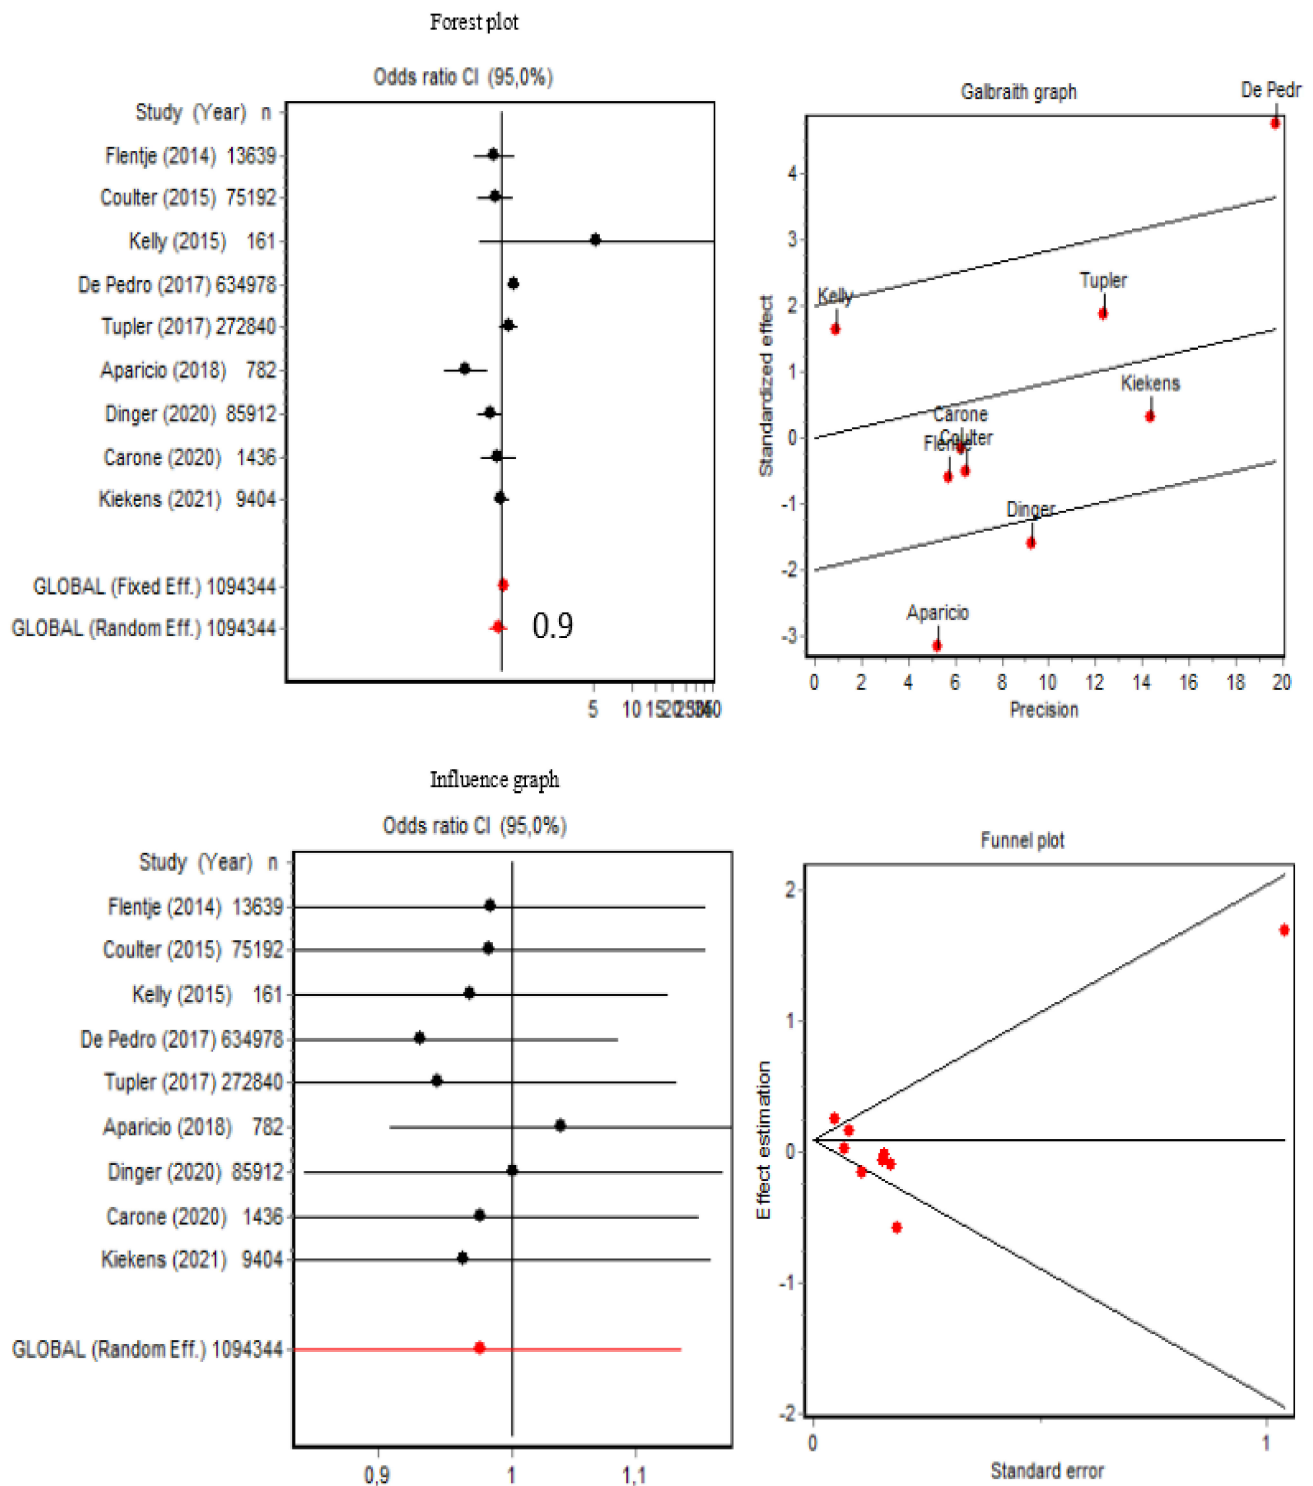 Forest plot
Odds ratio CI (95,0%)
Study (Year) n
Flentje (2014) 13639
Coulter (2015) 75192
Kelly (2015) 161
De Pedro (2017) 634978
Tupler (2017) 272840
Aparicio (2018) 782
Dinger (2020) 85912
Carone (2020) 1436
Kiekens (2021) 9404
GLOBAL (Fixed Eff.) 1094344
GLOBAL (Random Eff.) 1094344
0.9
5 10
Galbraith graph
De Pedr
4
3
Tupler
2
Kelly
1
Kiekens
Carone
0
Coulter
-1
Dinger
-2
Aparicio
-3
Standardized effect
0 2 4 6 8 10 12 14 16 18 20
Precision
Influence graph
Odds ratio CI (95,0%)
Study (Year) n
Flentje (2014) 13639
Coulter (2015) 75192
Kelly (2015) 161
De Pedro (2017) 634978
Tupler (2017) 272840
Aparicio (2018) 782
Dinger (2020) 85912
Carone (2020) 1436
Kiekens (2021) 9404
GLOBAL (Random Eff.) 1094344
0,9 1 1,1
Funnel plot
2
1
0
-1
-2
Effect estimation
0 1
Standard error